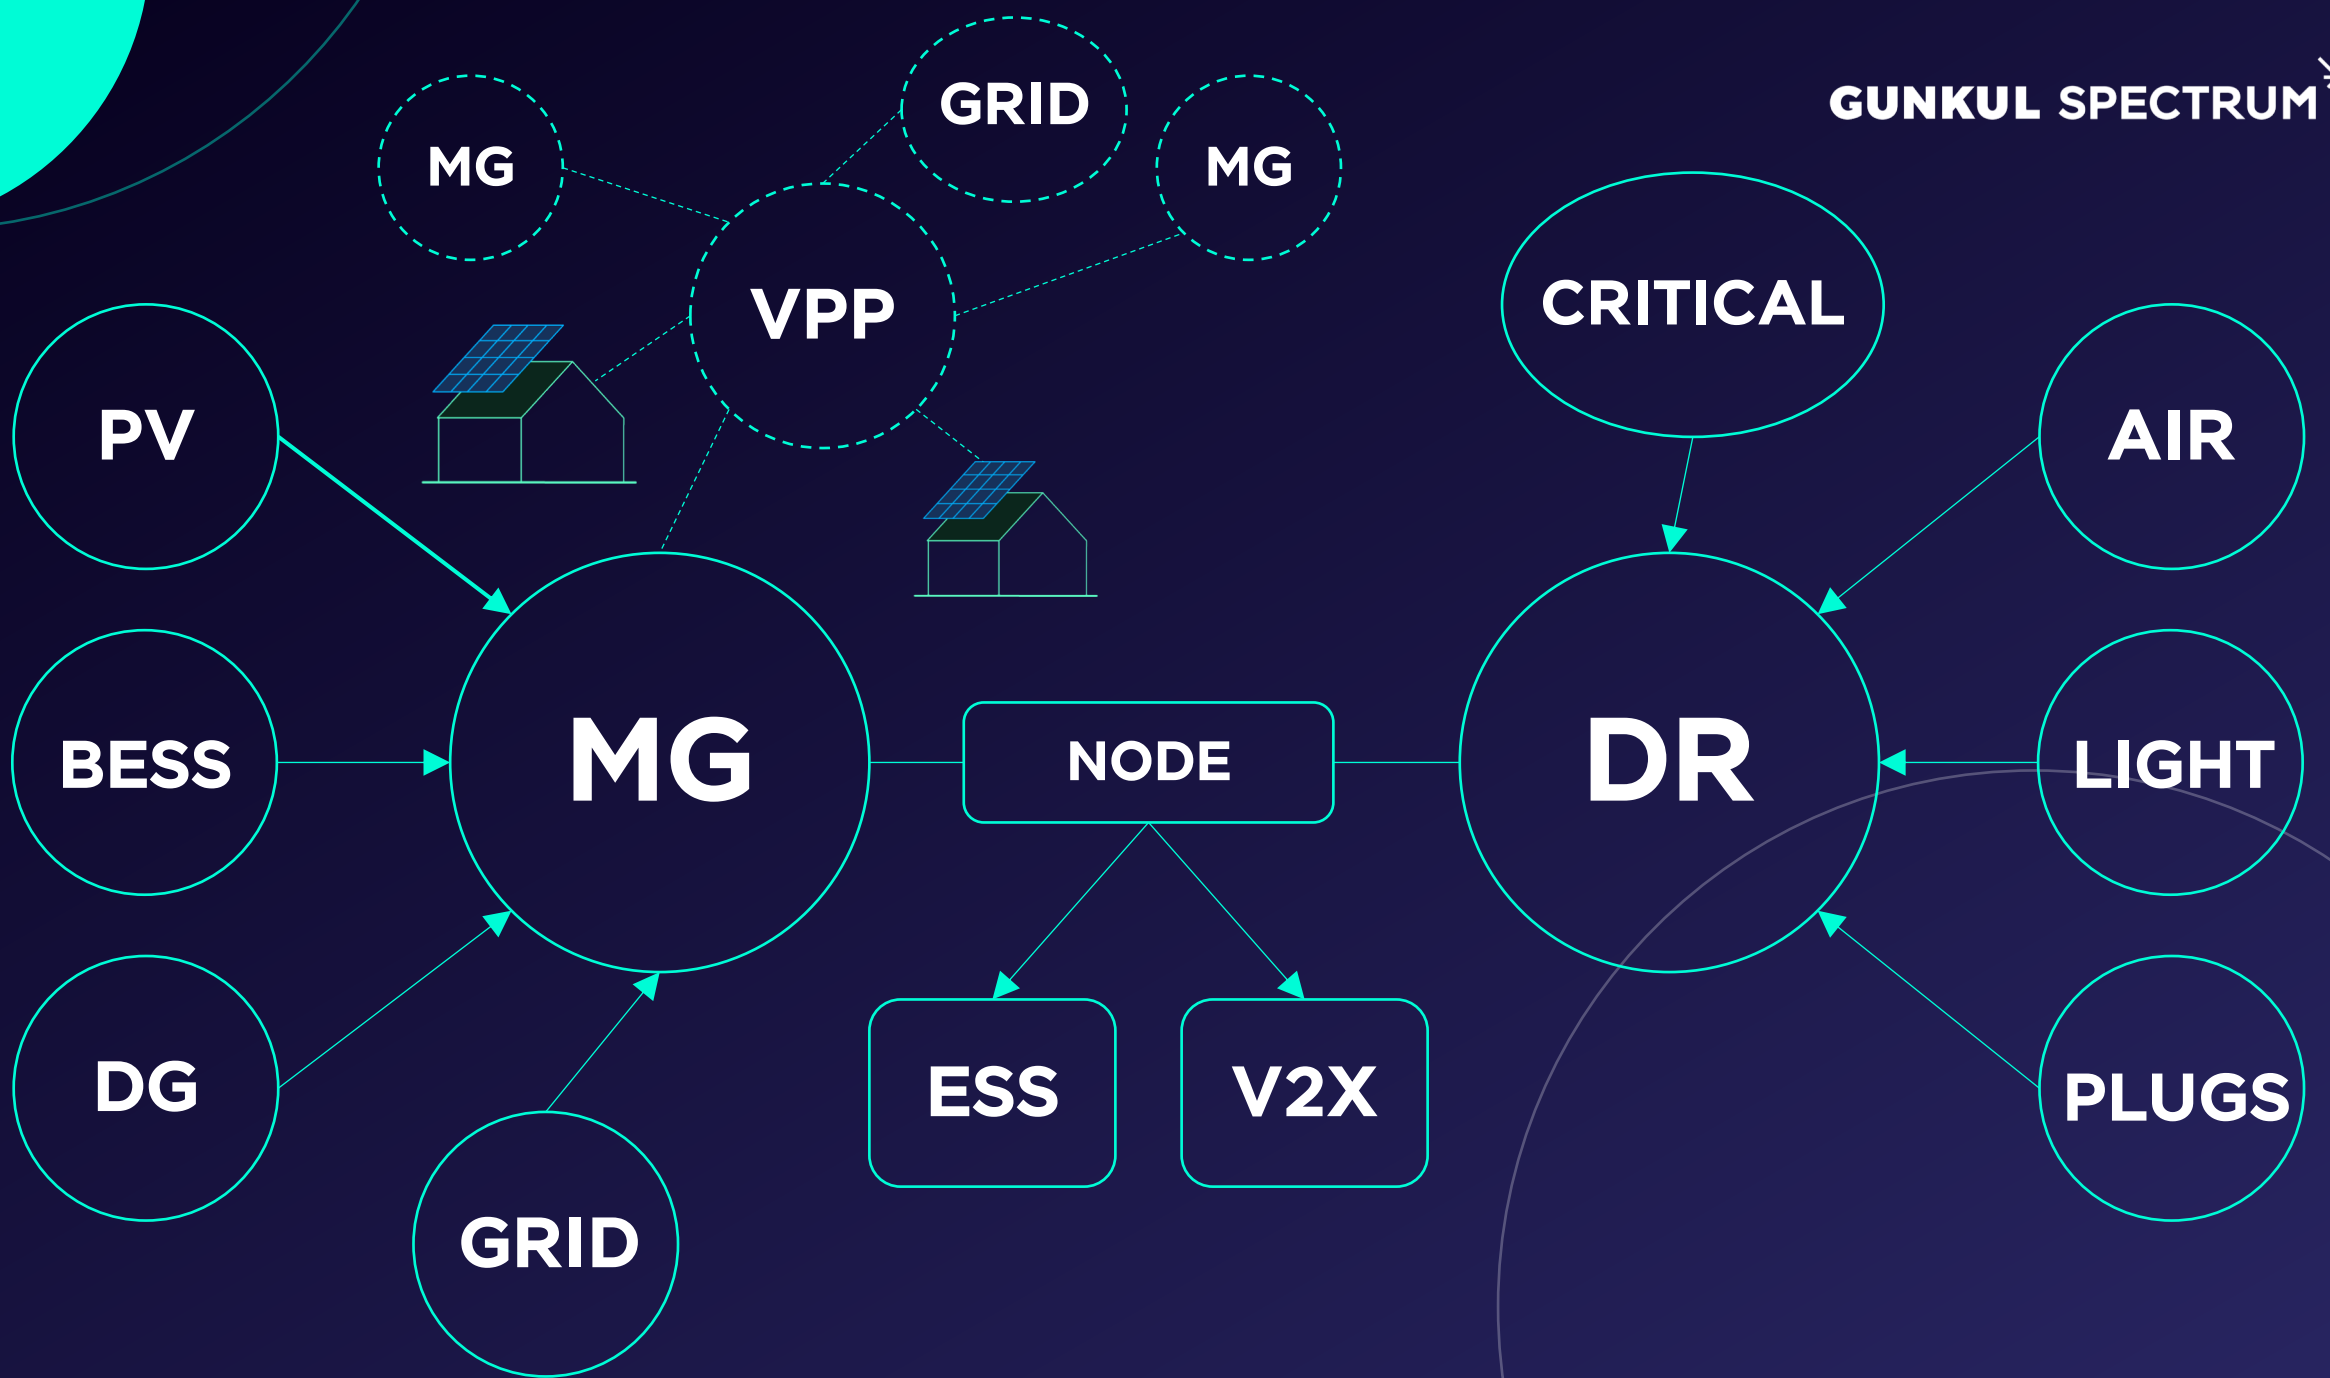 GRID
GUNKUL SPECTRUM
MG
MG
VPP
CRITICAL
PV
AIR
BESS
MG
NODE
DR
LIGHT
DG
ESS
V2X
PLUGS
GRID